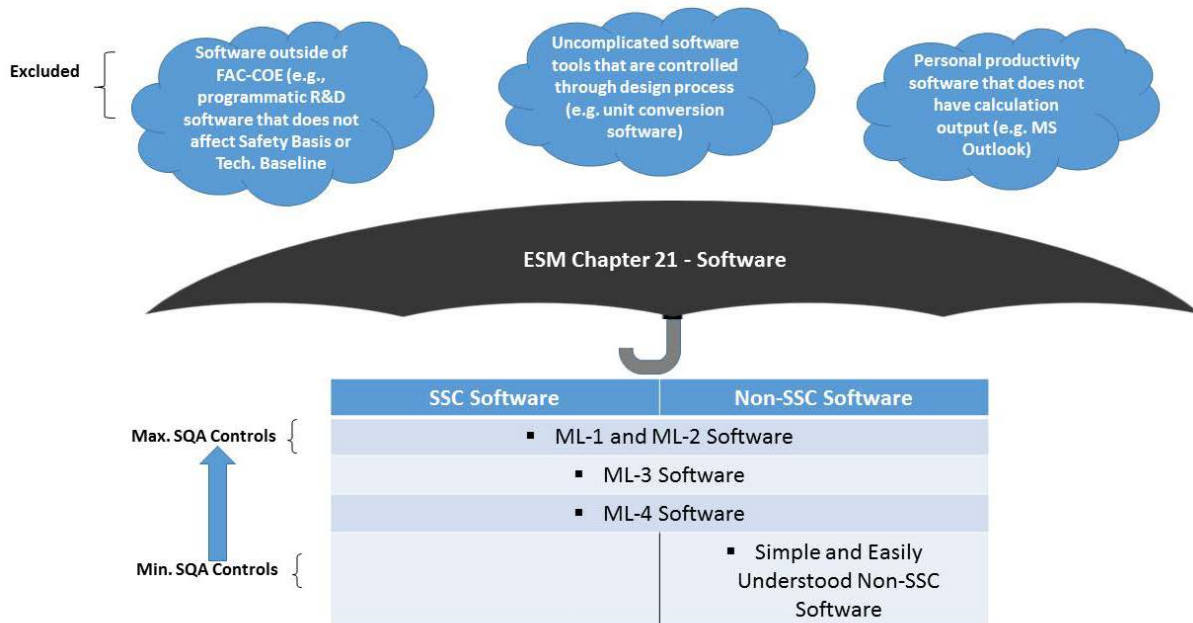 Excluded
Software outside of
FAC-COE (e.g.,
programmatic R&D
software that does not
affect Safety Basis or
Tech. Baseline
Uncomplicated software
tools that are controlled
through design process
(e.g. unit conversion
software)
Personal productivity
software that does not
have calculation
output (e.g. MS
Outlook)
ESM Chapter 21 - Software
SSC Software
Non-SSC Software
Max. SQA Controls
▪ ML-1 and ML-2 Software
▪ ML-3 Software
▪ ML-4 Software
Min. SQA Controls
▪ Simple and Easily
Understood Non-SSC
Software